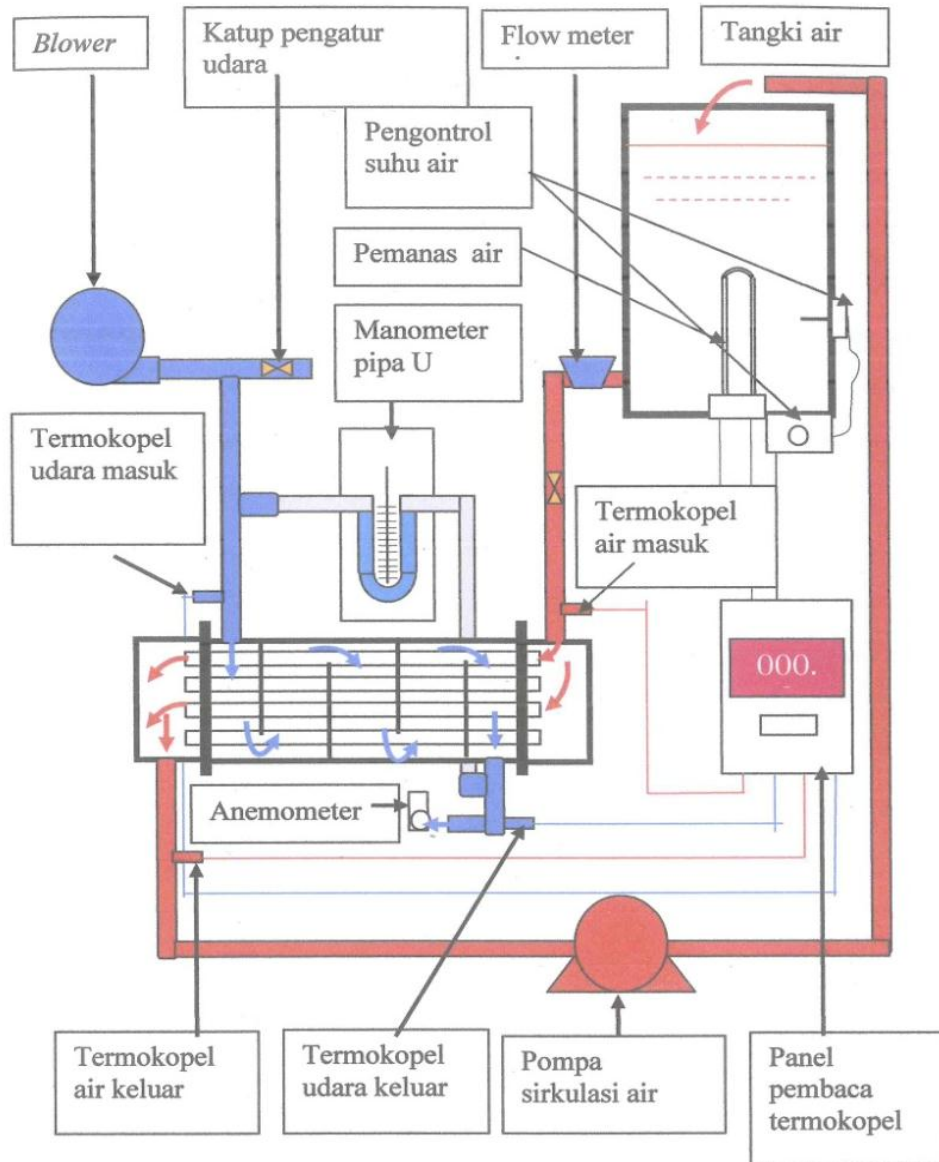 Blower
Katup pengatur
udara
Flow meter
Tangki air
Pengontrol
suhu air
Pemanas air
Manometer
pipa U
Termokopel
udara masuk
Termokopel
air masuk
000.
Anemometer
Termokopel
air keluar
Termokopel
udara keluar
Pompa
sirkulasi air
Panel
pembaca
termokopel